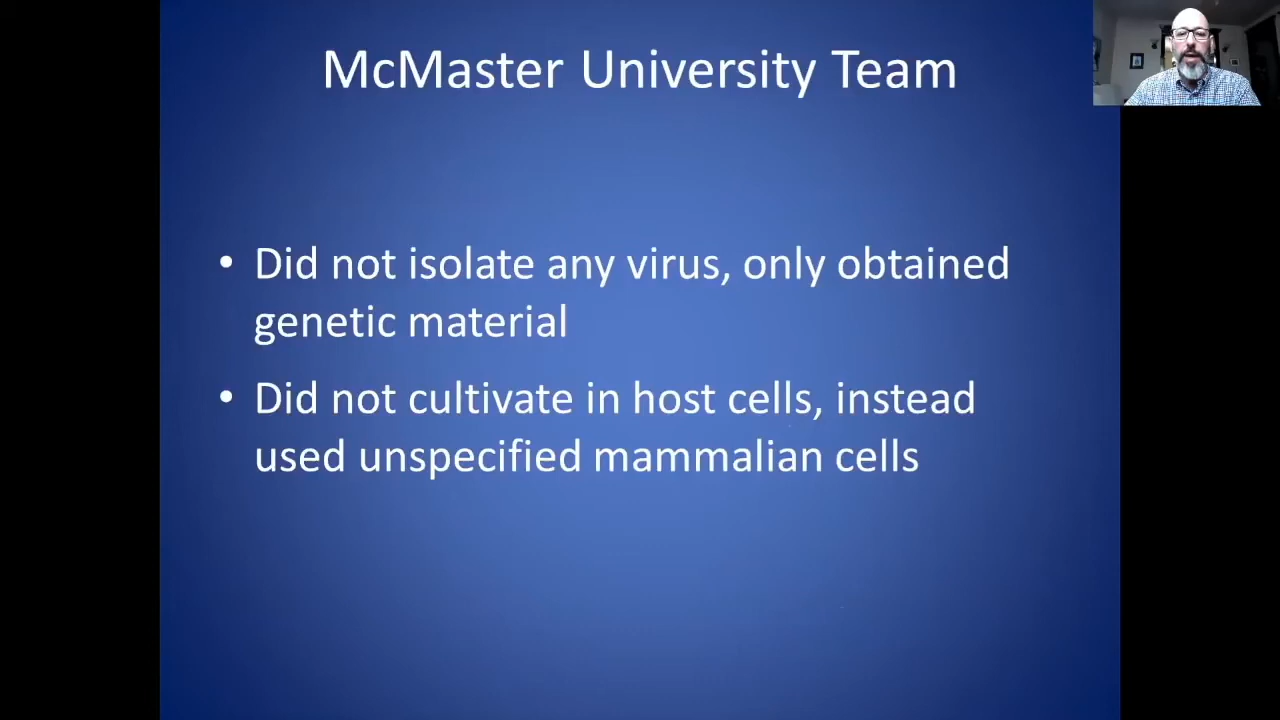 McMaster University Team
• Did not isolate any virus, only obtained
genetic material
• Did not cultivate in host cells, instead
used unspecified mammalian cells